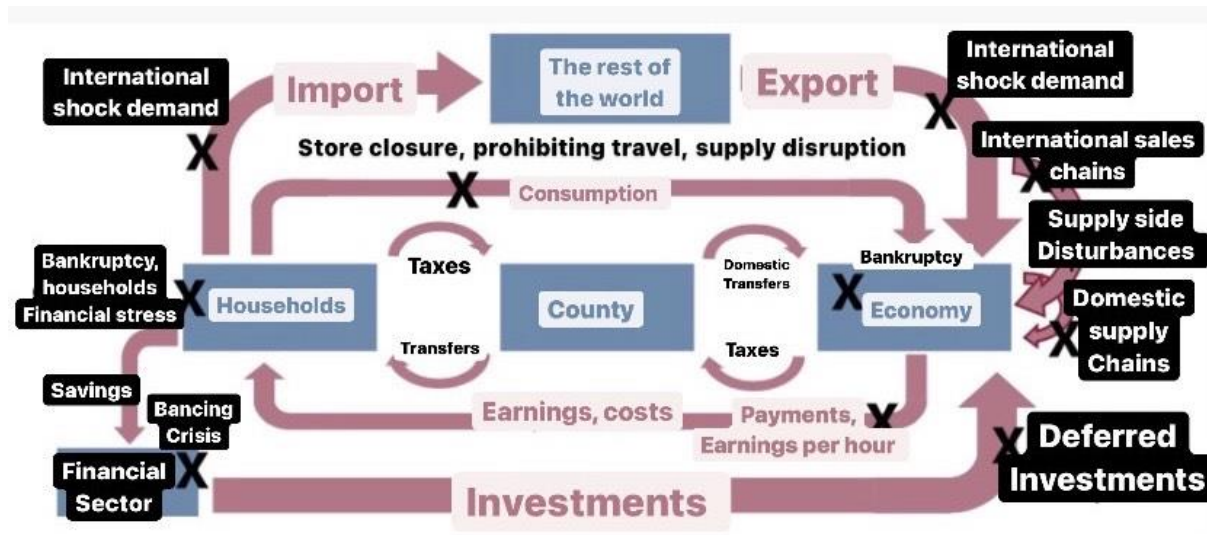 International
shock demand
Import
The rest of
the world
Export
International
shock demand
X
X
Store closure, prohibiting travel, supply disruption
International sales
chains
X
X
Consumption
Supply side
Disturbances
Bankruptcy,
households
Financial stress
X
Households
Taxes
Transfers
County
Domestic
Transfers
Taxes
Bankruptcy
X
Economy
Domestic
supply
Chains
X
Savings
Bancing
Crisis
Earnings, costs
Payments,
Earnings per hour
X
Financial
Sector
X
Investments
X
Deferred
Investments